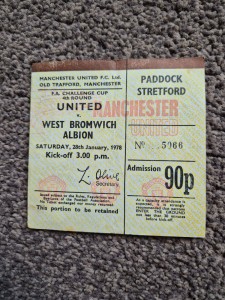 MANCHESTER UNITED F.C. Ltd.
OLD TRAFFORD, MANCHESTER
F.A. CHALLENGE CUP
4th ROUND
UNITED
v.
WEST BROMWICH
ALBION
SATURDAY, 28th January, 1978
Kick-off 3.00 p.m.
Secretary
This portion to be retained
PADDOCK
STRETFORD
MANCHESTER
UNITED
No 5966
Admission
90p